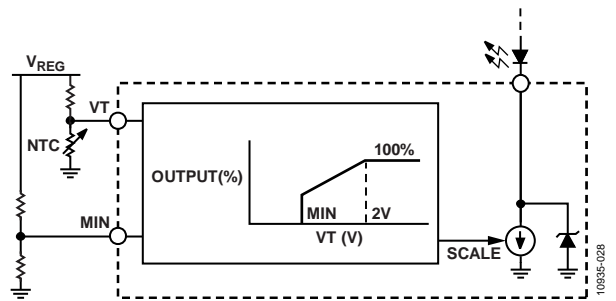 VREG
VT
NTC
OUTPUT(%)
100%
MIN
2V
VT (V)
MIN
SCALE
10935-028